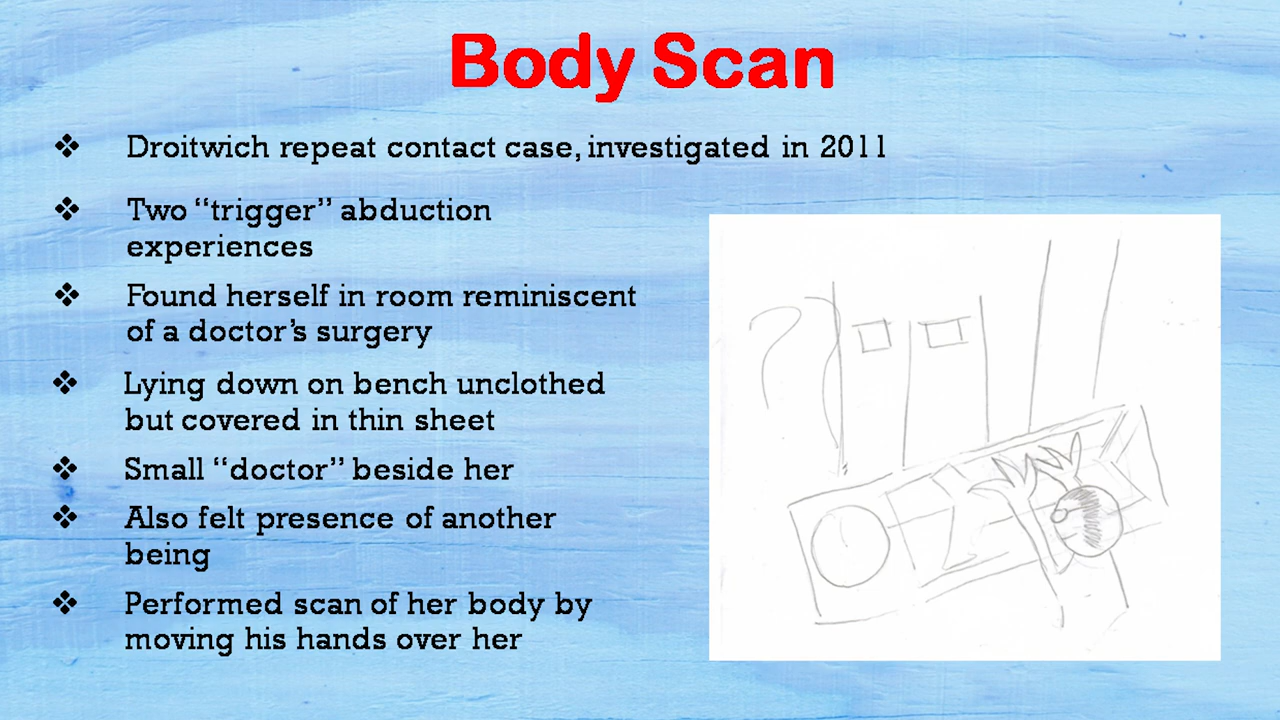 Body Scan
❖ Droitwich repeat contact case, investigated in 2011
❖ Two “trigger” abduction
experiences
❖ Found herself in room reminiscent
of a doctor’s surgery
❖ Lying down on bench unclothed
but covered in thin sheet
❖ Small “doctor” beside her
❖ Also felt presence of another
being
❖ Performed scan of her body by
moving his hands over her